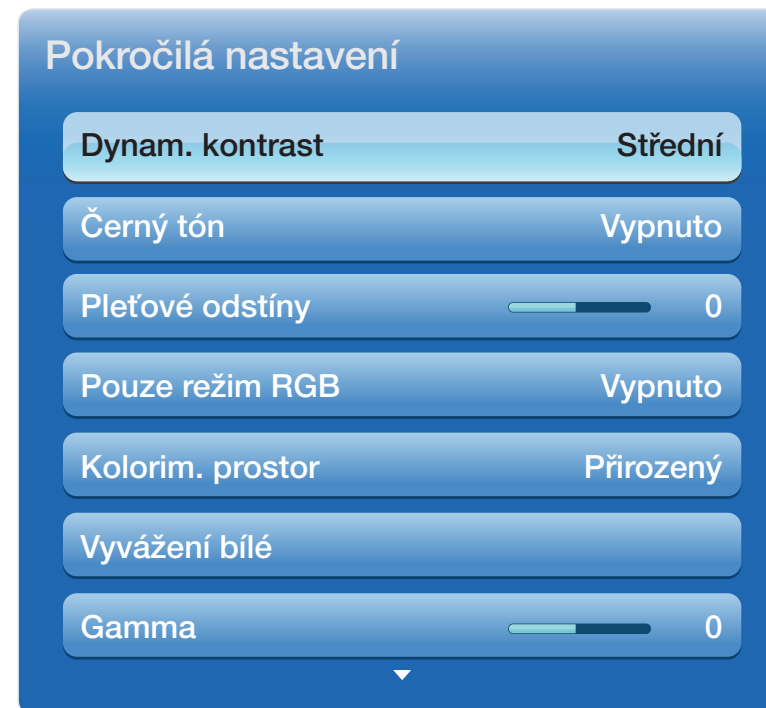 Pokročilá nastavení
Dynam. kontrast Střední
Černý tón Vypnuto
Pleťové odstíny 0
Pouze režim RGB Vypnuto
Kolorim. prostor Přirozený
Vyvážení bílé
Gamma 0